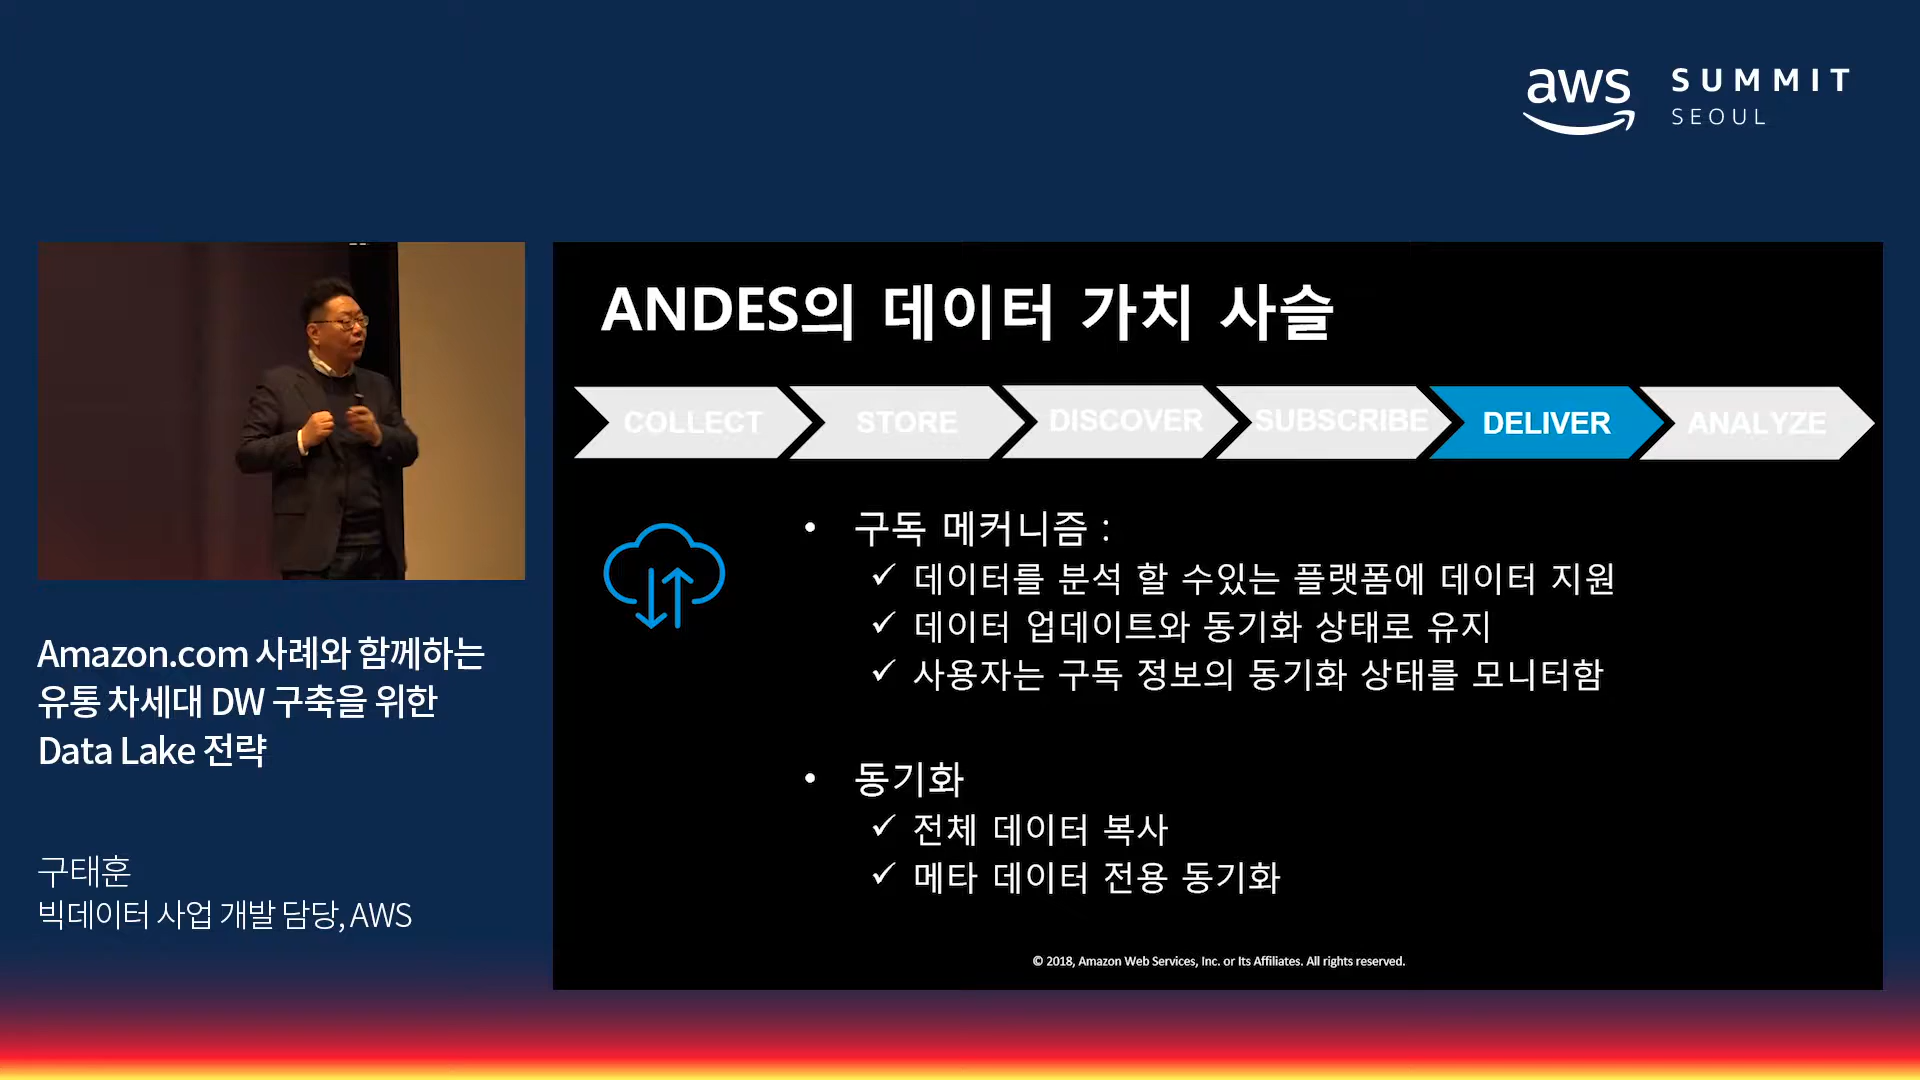 aws SUMMIT
SEOUL
ANDES의 데이터 가치 사슬
COLLECT STORE DISCOVER SUBSCRIBE DELIVER ANALYZE
• 구독 메커니즘 :
✓ 데이터를 분석 할 수있는 플랫폼에 데이터 지원
✓ 데이터 업데이트와 동기화 상태로 유지
✓ 사용자는 구독 정보의 동기화 상태를 모니터함
• 동기화
✓ 전체 데이터 복사
✓ 메타 데이터 전용 동기화
© 2018, Amazon Web Services, Inc. or Its Affiliates. All rights reserved.
Amazon.com 사례와 함께하는
유통 차세대 DW 구축을 위한
Data Lake 전략
구태훈
빅데이터 사업 개발 담당, AWS